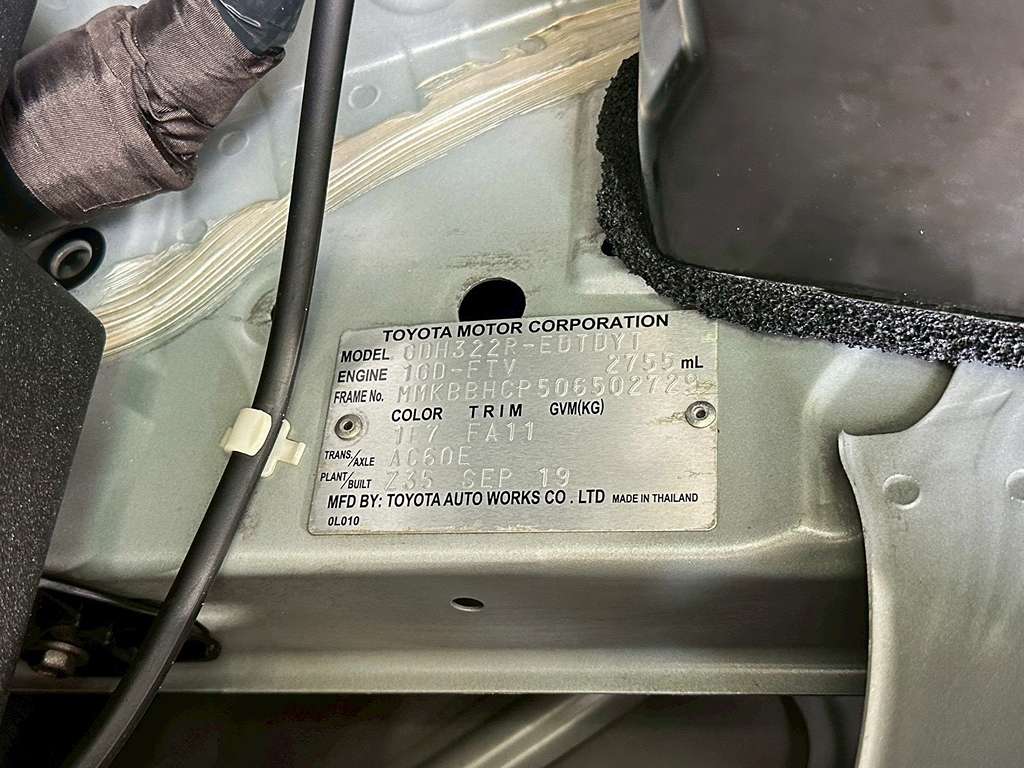 TOYOTA MOTOR CORPORATION
MODEL GDH322R-EDTDYT
ENGINE 1GD-FTV 2755 mL
FRAME No. MMKBBHCP506502729
COLOR TRIM GVM(KG)
1F7 FA11
TRANS/AXLE AC60E
PLANT/BUILT Z35 SEP 19
MFD BY: TOYOTA AUTO WORKS CO . LTD MADE IN THAILAND
0L010